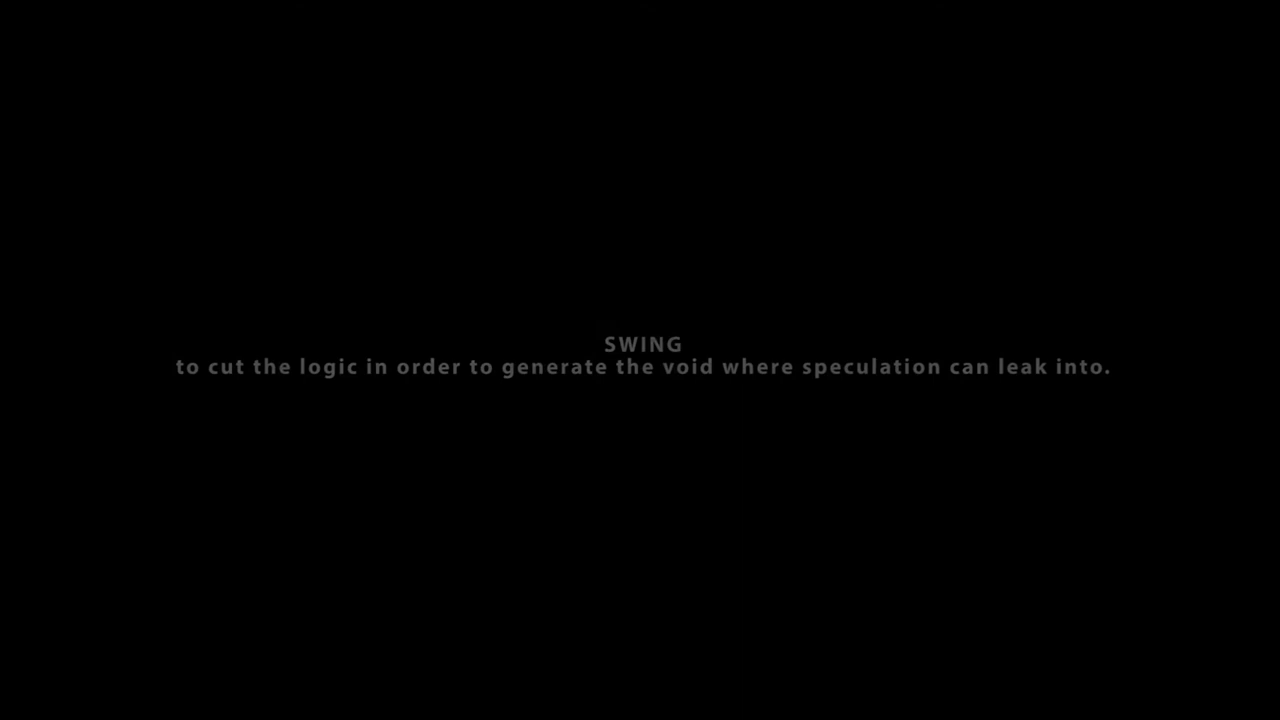 SWING
to cut the logic in order to generate the void where speculation can leak into.